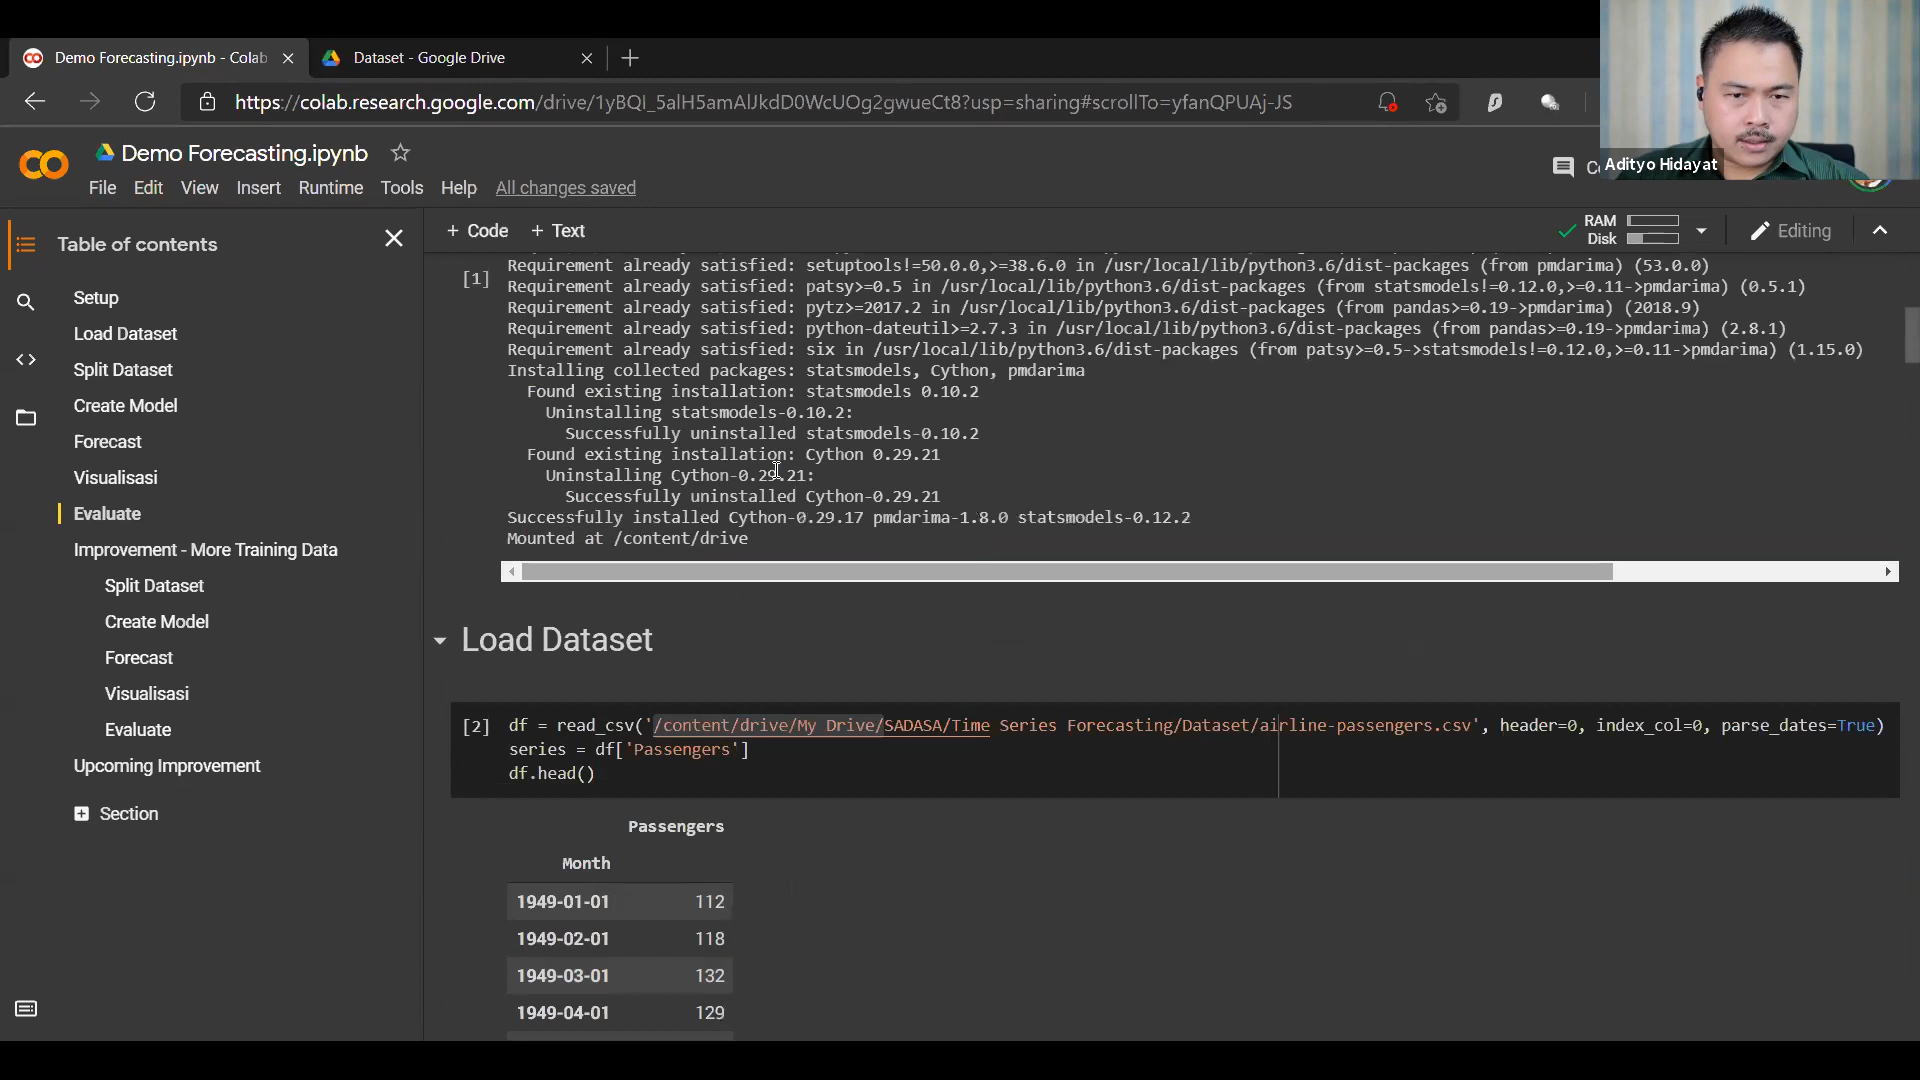 Demo Forecasting.ipynb - Colab
Dataset - Google Drive
https://colab.research.google.com/drive/1yBQI_5alH5amAlJkdD0WcUOg2gwueCt8?usp=sharing#scrollTo=yfanQPUAj-JS
Adityo Hidayat
Demo Forecasting.ipynb
File Edit View Insert Runtime Tools Help All changes saved
Table of contents
+ Code + Text
RAM
Disk
Editing
Setup
Load Dataset
Split Dataset
Create Model
Forecast
Visualisasi
Evaluate
Improvement - More Training Data
Split Dataset
Create Model
Forecast
Visualisasi
Evaluate
Upcoming Improvement
Section
[1]
Requirement already satisfied: setuptools!=50.0.0,>=38.6.0 in /usr/local/lib/python3.6/dist-packages (from pmdarima) (53.0.0)
Requirement already satisfied: patsy>=0.5 in /usr/local/lib/python3.6/dist-packages (from statsmodels!=0.12.0,>=0.11->pmdarima) (0.5.1)
Requirement already satisfied: pytz>=2017.2 in /usr/local/lib/python3.6/dist-packages (from pandas>=0.19->pmdarima) (2018.9)
Requirement already satisfied: python-dateutil>=2.7.3 in /usr/local/lib/python3.6/dist-packages (from pandas>=0.19->pmdarima) (2.8.1)
Requirement already satisfied: six in /usr/local/lib/python3.6/dist-packages (from patsy>=0.5->statsmodels!=0.12.0,>=0.11->pmdarima) (1.15.0)
Installing collected packages: statsmodels, Cython, pmdarima
Found existing installation: statsmodels 0.10.2
Uninstalling statsmodels-0.10.2:
Successfully uninstalled statsmodels-0.10.2
Found existing installation: Cython 0.29.21
Uninstalling Cython-0.29.21:
Successfully uninstalled Cython-0.29.21
Successfully installed Cython-0.29.17 pmdarima-1.8.0 statsmodels-0.12.2
Mounted at /content/drive
Load Dataset
[2] df = read_csv('/content/drive/My Drive/SADASA/Time Series Forecasting/Dataset/airline-passengers.csv', header=0, index_col=0, parse_dates=True)
series = df['Passengers']
df.head()
Passengers
Month
1949-01-01 112
1949-02-01 118
1949-03-01 132
1949-04-01 129